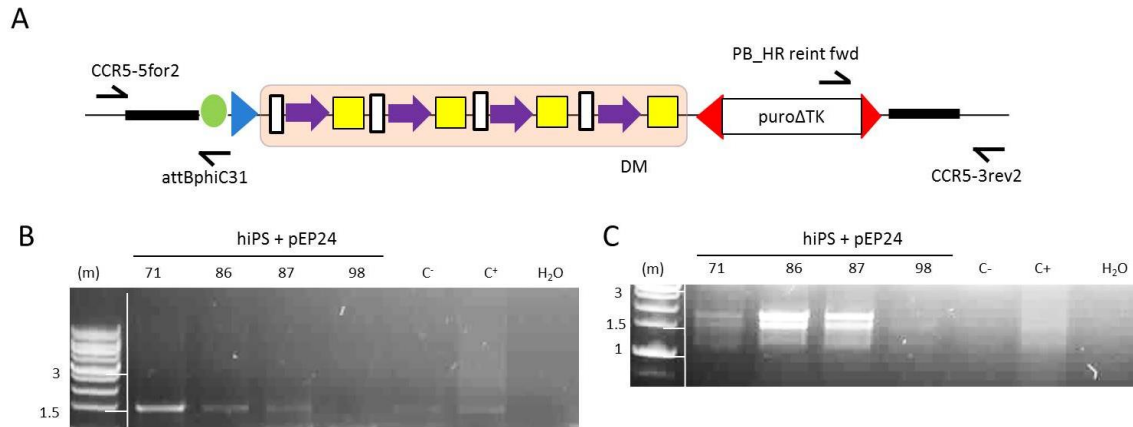 A
CCR5-5for2
PB_HR reint fwd
puroΔTK
attBphiC31
DM
CCR5-3rev2
B
hiPS + pEP24
(m) 71 86 87 98 C⁻ C⁺ H₂O
3
1.5
C
hiPS + pEP24
(m) 71 86 87 98 C- C+ H₂O
3
1.5
1